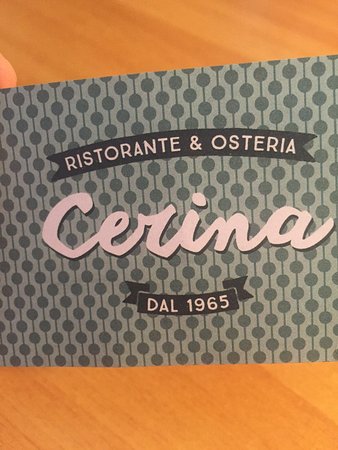 RISTORANTE & OSTERIA
Cerina
DAL 1965